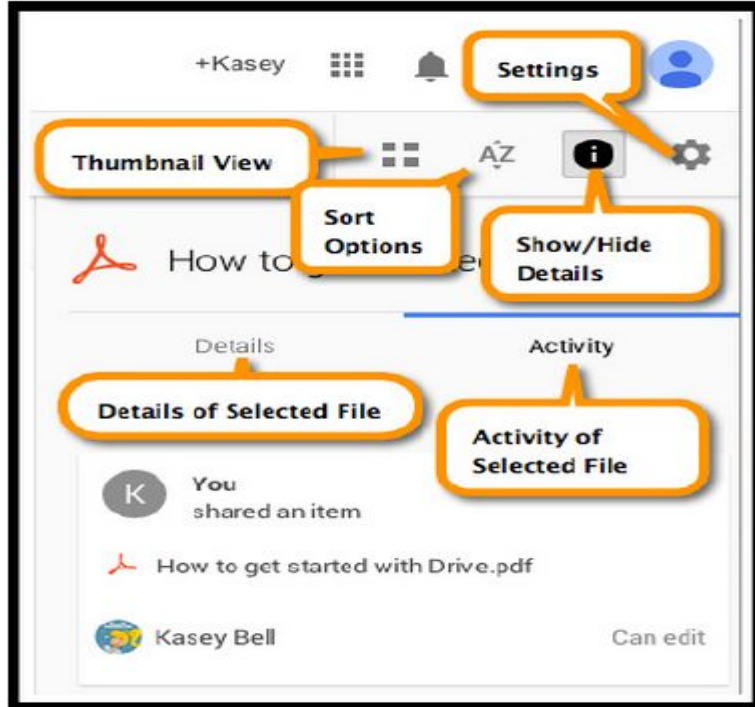 +Kasey
Settings
Thumbnail View
AZ
i
Sort
Options
Show/Hide
Details
How to
Details
Activity
Details of Selected File
Activity of
Selected File
K
You
shared an item
How to get started with Drive.pdf
Kasey Bell
Can edit